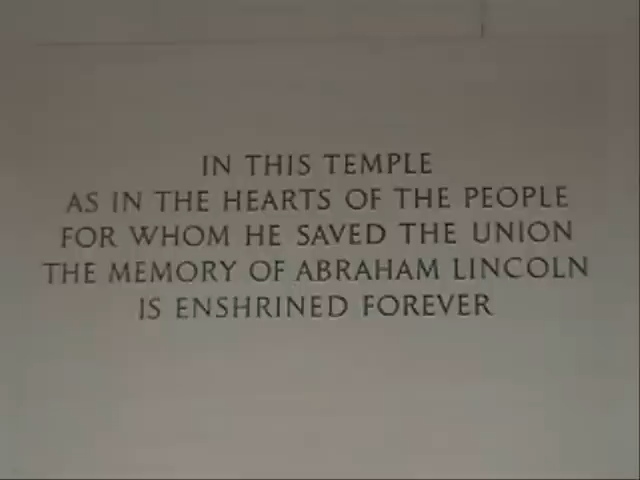 IN THIS TEMPLE
AS IN THE HEARTS OF THE PEOPLE
FOR WHOM HE SAVED THE UNION
THE MEMORY OF ABRAHAM LINCOLN
IS ENSHRINED FOREVER